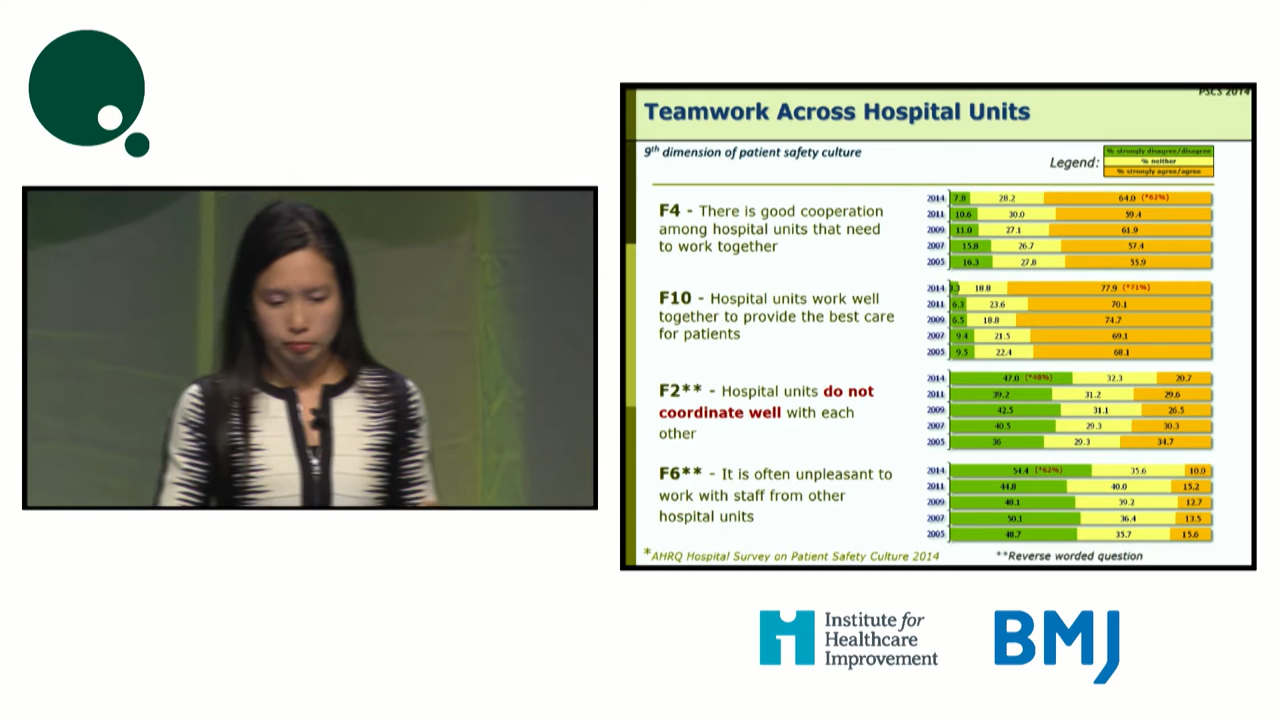 PSCS 2014
Teamwork Across Hospital Units
9th dimension of patient safety culture
Legend:
% strongly disagree/disagree
% neither
% strongly agree/agree
F4 - There is good cooperation
among hospital units that need
to work together
2014 7.8 28.2 64.0 (*62%)
2011 10.6 30.0 59.4
2009 11.0 27.1 61.9
2007 15.8 26.7 57.4
2005 16.3 27.8 55.9
F10 - Hospital units work well
together to provide the best care
for patients
2014 18.8 77.9 (*71%)
2011 6.3 23.6 70.1
2009 6.5 18.8 74.7
2007 9.4 21.5 69.1
2005 9.5 22.4 68.1
F2** - Hospital units do not
coordinate well with each
other
2014 47.0 (*48%) 32.3 20.7
2011 39.2 31.2 29.6
2009 42.5 31.1 26.5
2007 40.5 29.3 30.3
2005 36 29.3 34.7
F6** - It is often unpleasant to
work with staff from other
hospital units
2014 54.4 (*62%) 35.6 10.0
2011 44.8 40.0 15.2
2009 48.1 39.2 12.7
2007 50.1 36.4 13.5
2005 48.7 35.7 15.6
*AHRQ Hospital Survey on Patient Safety Culture 2014
**Reverse worded question
Institute for
Healthcare
Improvement
BMJ